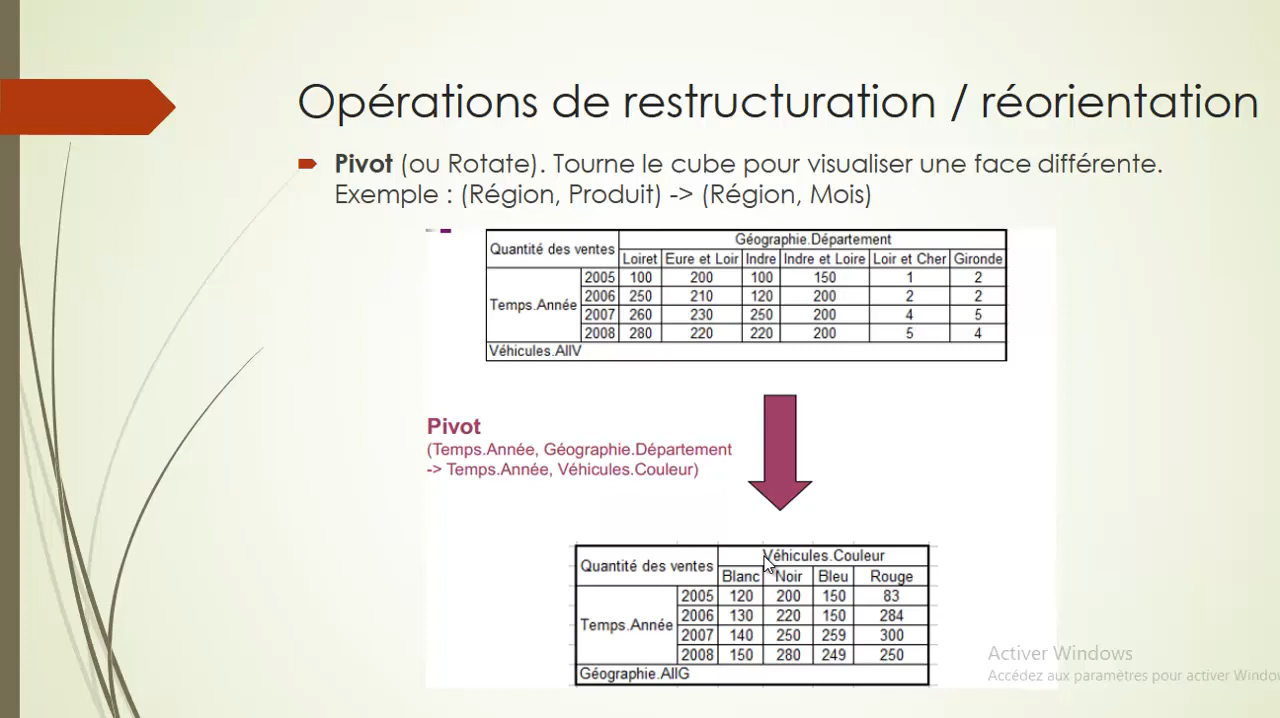 Opérations de restructuration / réorientation
Pivot (ou Rotate). Tourne le cube pour visualiser une face différente.
Exemple : (Région, Produit) -> (Région, Mois)
Quantité des ventes Géographie.Département
Loiret Eure et Loir Indre Indre et Loire Loir et Cher Gironde
Temps.Année
2005 100 200 100 150 1 2
2006 250 210 120 200 2 2
2007 260 230 250 200 4 5
2008 280 220 220 200 5 4
Véhicules.AllV
Pivot
(Temps.Année, Géographie.Département
-> Temps.Année, Véhicules.Couleur)
Quantité des ventes Véhicules.Couleur
Blanc Noir Bleu Rouge
Temps.Année
2005 120 200 150 83
2006 130 220 150 284
2007 140 250 259 300
2008 150 280 249 250
Géographie.AllG
Activer Windows
Accédez aux paramètres pour activer Window